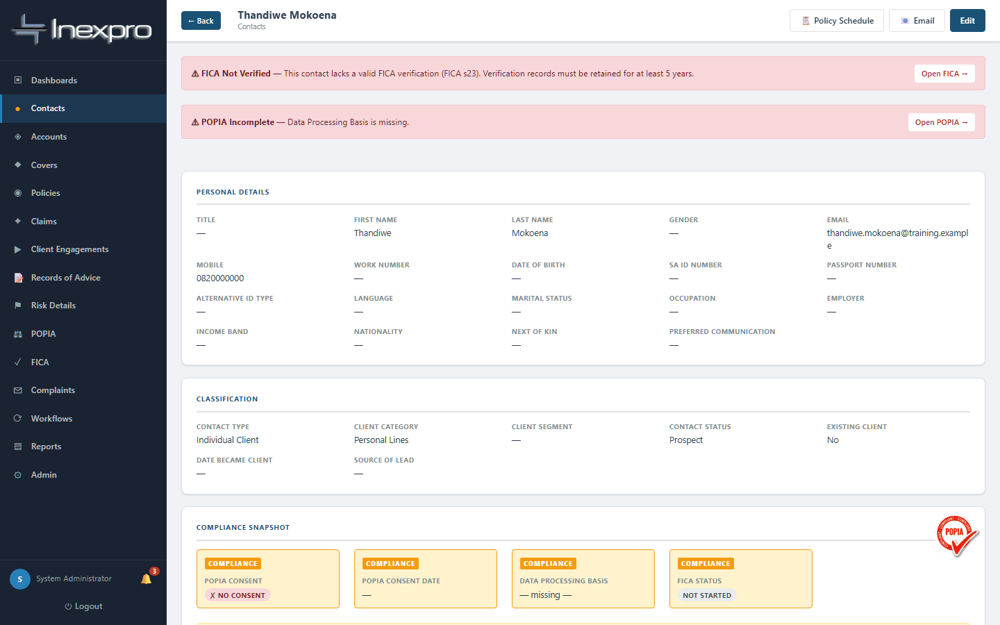 Inexpro
Dashboards
Contacts
Accounts
Covers
Policies
Claims
Client Engagements
Records of Advice
Risk Details
POPIA
FICA
Complaints
Workflows
Reports
Admin
S System Administrator 3
Logout
← Back
Thandiwe Mokoena
Contacts
Policy Schedule
Email
Edit
⚠ FICA Not Verified — This contact lacks a valid FICA verification (FICA s23). Verification records must be retained for at least 5 years.
Open FICA →
⚠ POPIA Incomplete — Data Processing Basis is missing.
Open POPIA →
PERSONAL DETAILS
TITLE FIRST NAME LAST NAME GENDER EMAIL
— Thandiwe Mokoena — thandiwe.mokoena@training.exampl
e
MOBILE WORK NUMBER DATE OF BIRTH SA ID NUMBER PASSPORT NUMBER
0820000000 — — — —
ALTERNATIVE ID TYPE LANGUAGE MARITAL STATUS OCCUPATION EMPLOYER
— — — — —
INCOME BAND NATIONALITY NEXT OF KIN PREFERRED COMMUNICATION
— — — —
CLASSIFICATION
CONTACT TYPE CLIENT CATEGORY CLIENT SEGMENT CONTACT STATUS EXISTING CLIENT
Individual Client Personal Lines — Prospect No
DATE BECAME CLIENT SOURCE OF LEAD
— —
COMPLIANCE SNAPSHOT
POPIA
COMPLIANCE COMPLIANCE COMPLIANCE COMPLIANCE
POPIA CONSENT POPIA CONSENT DATE DATA PROCESSING BASIS FICA STATUS
✗ NO CONSENT — — missing — NOT STARTED